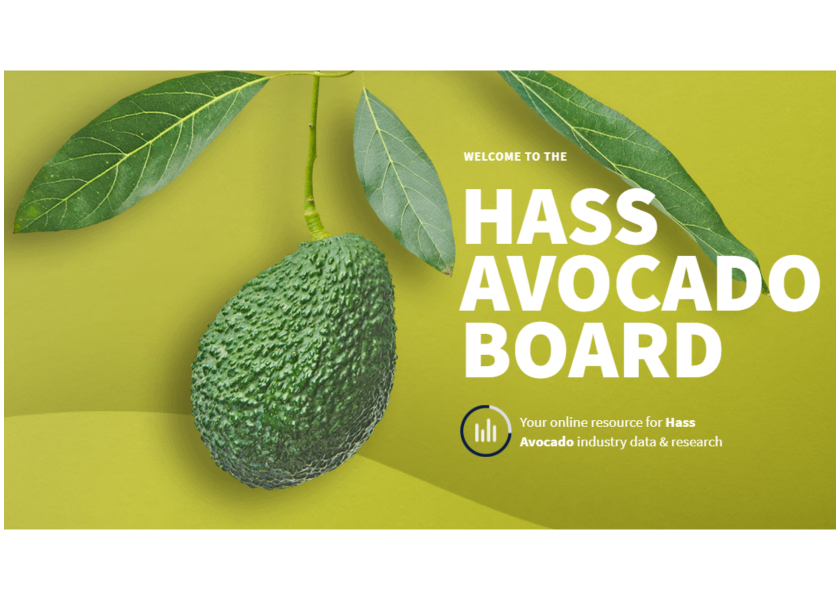 WELCOME TO THE
HASS
AVOCADO
BOARD
Your online resource for Hass
Avocado industry data & research